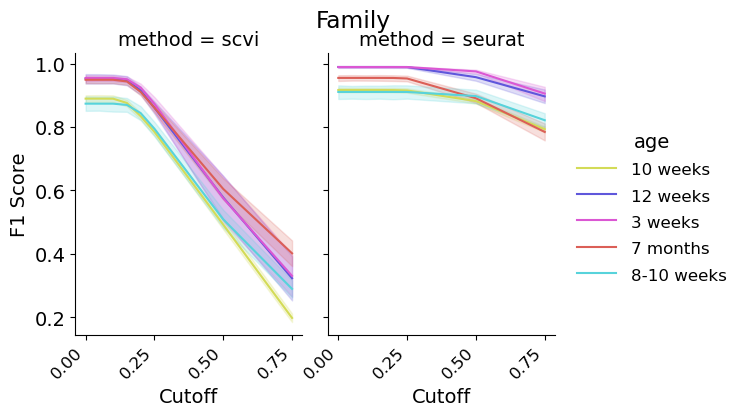 Family
method = scvi
method = seurat
1.0
0.8
0.6
0.4
0.2
F1 Score
0.00
0.25
0.50
0.75
0.00
0.25
0.50
0.75
Cutoff
Cutoff
age
10 weeks
12 weeks
3 weeks
7 months
8-10 weeks